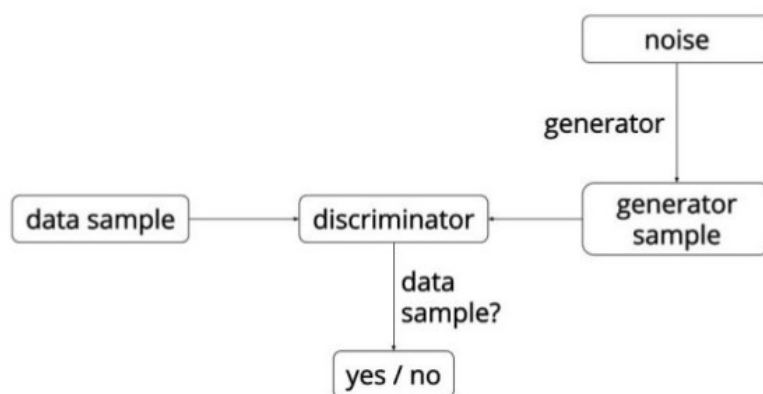 noise
generator
data sample
discriminator
generator
sample
data
sample?
yes / no